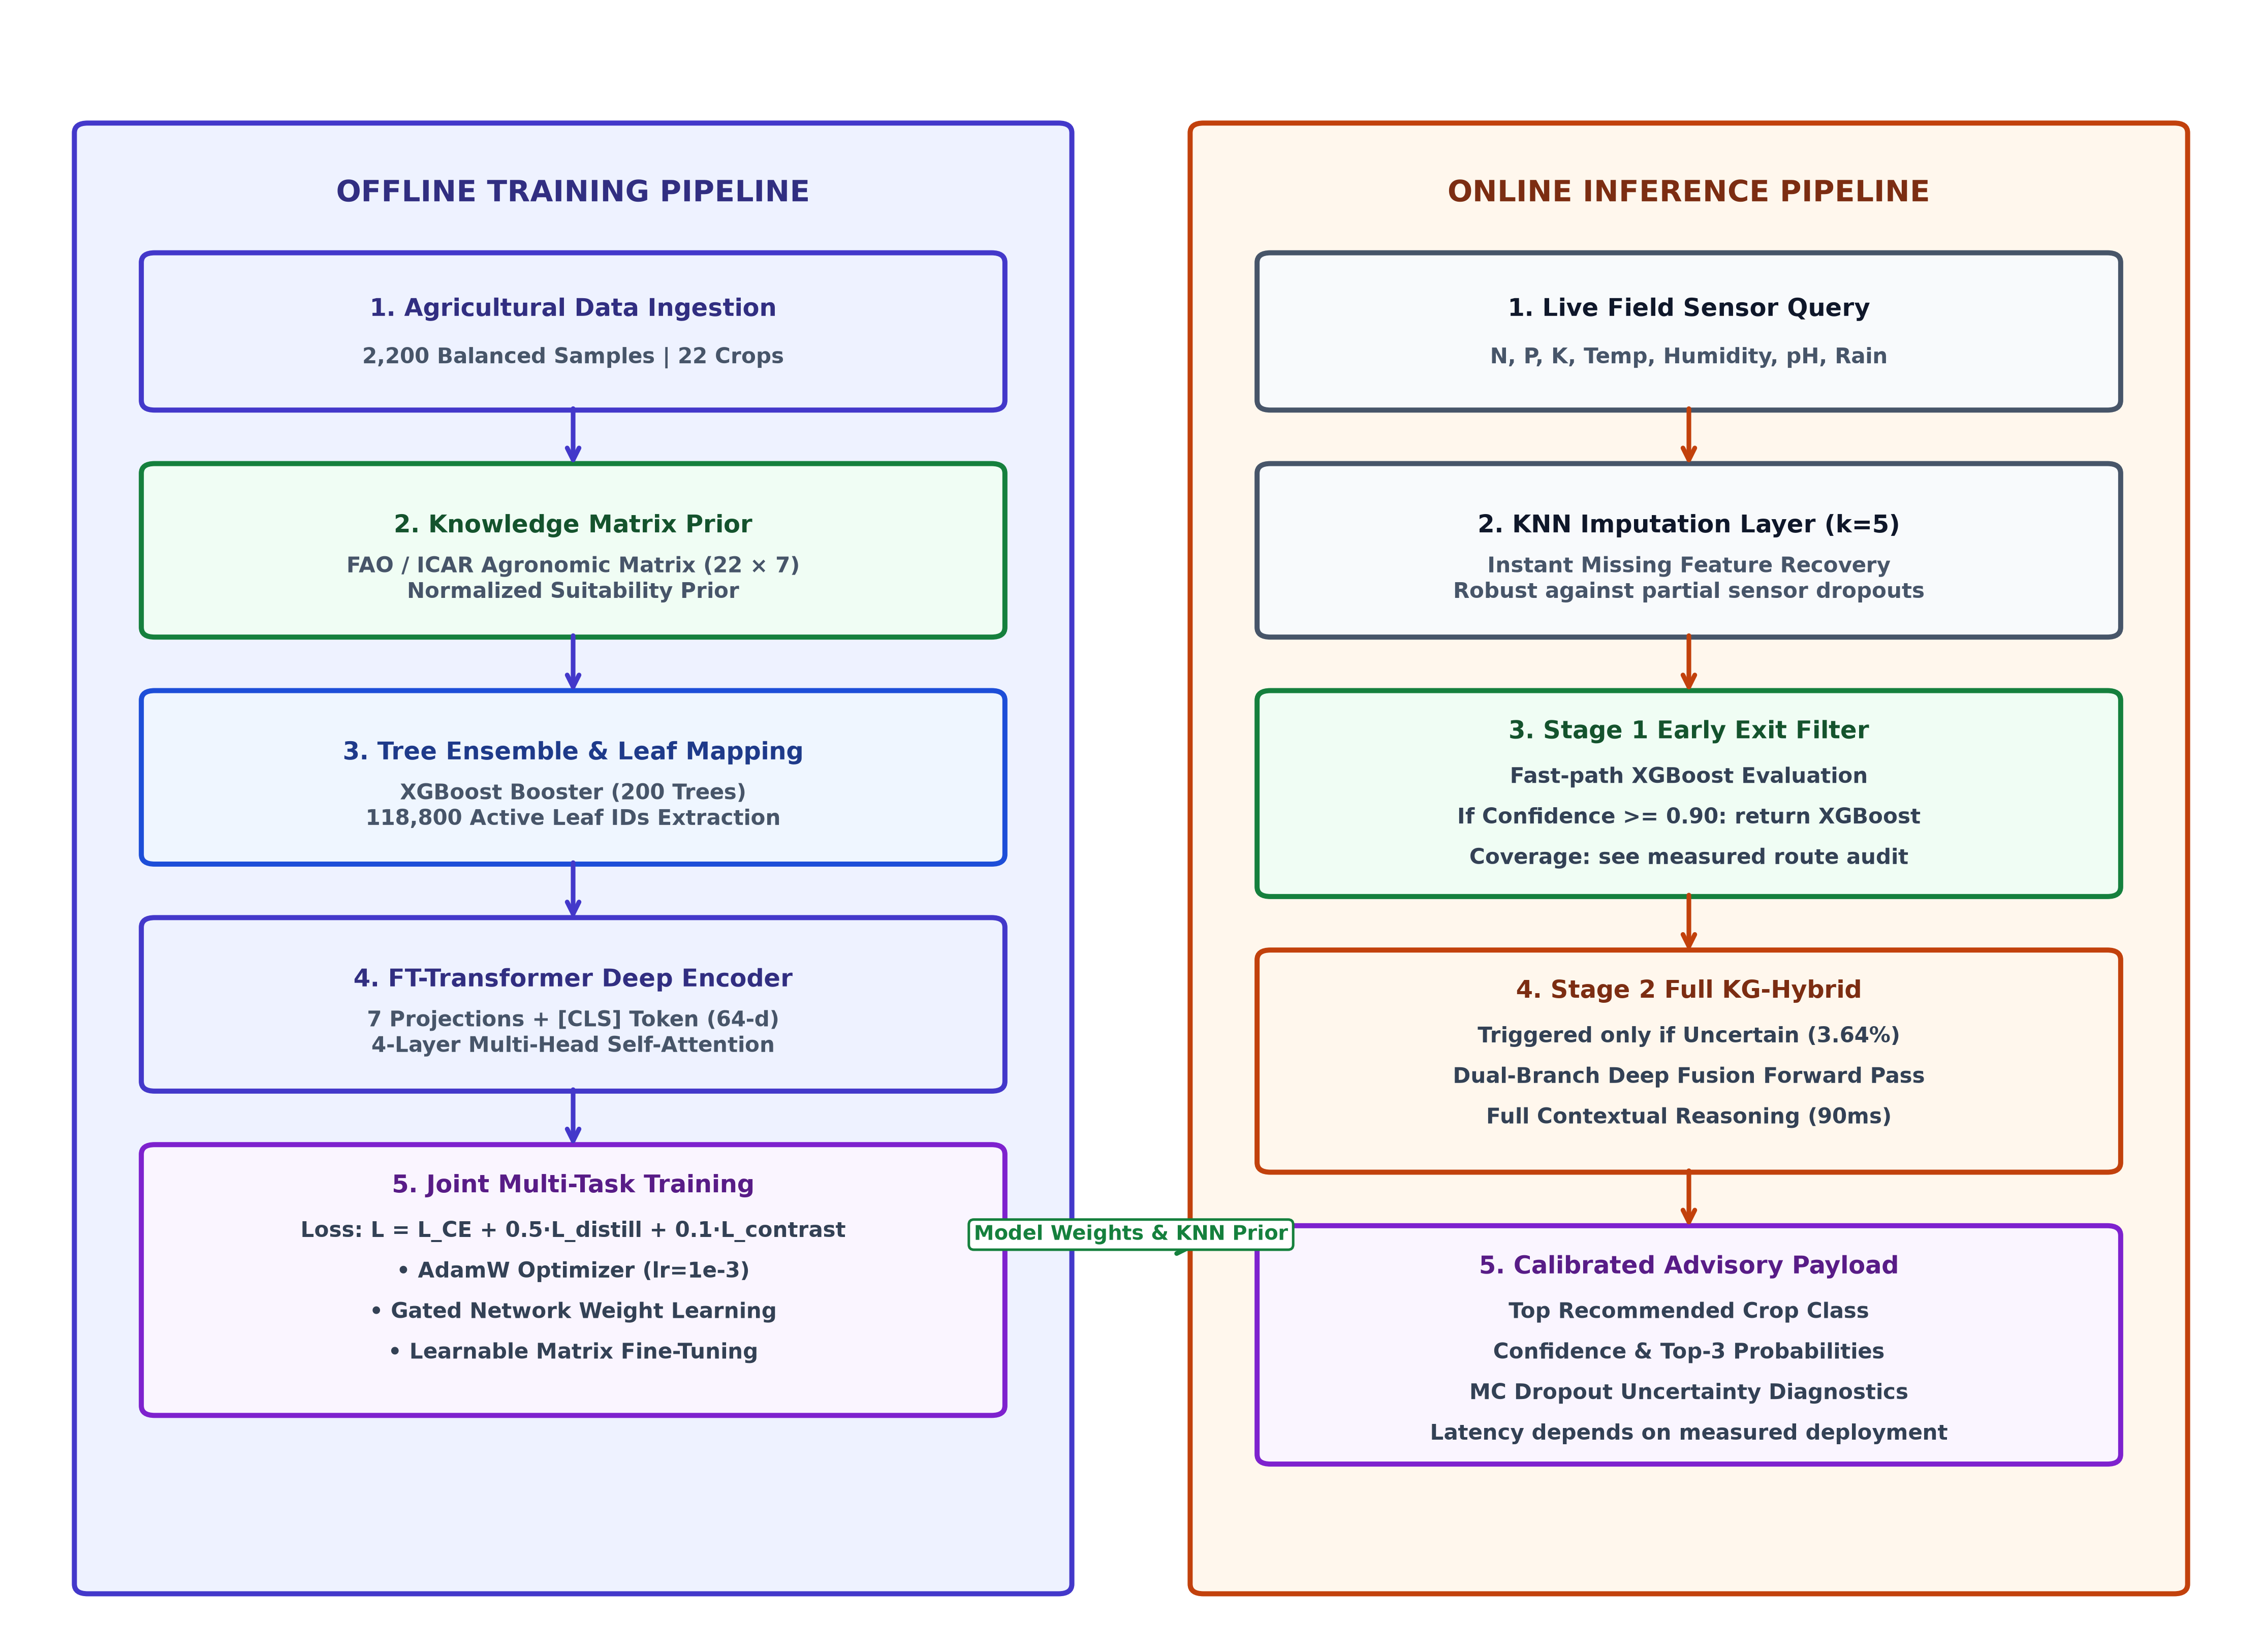 OFFLINE TRAINING PIPELINE
1. Agricultural Data Ingestion
2,200 Balanced Samples | 22 Crops
2. Knowledge Matrix Prior
FAO / ICAR Agronomic Matrix (22 × 7)
Normalized Suitability Prior
3. Tree Ensemble & Leaf Mapping
XGBoost Booster (200 Trees)
118,800 Active Leaf IDs Extraction
4. FT-Transformer Deep Encoder
7 Projections + [CLS] Token (64-d)
4-Layer Multi-Head Self-Attention
5. Joint Multi-Task Training
Loss: L = L_CE + 0.5·L_distill + 0.1·L_contrast
• AdamW Optimizer (lr=1e-3)
• Gated Network Weight Learning
• Learnable Matrix Fine-Tuning
Model Weights & KNN Prior
ONLINE INFERENCE PIPELINE
1. Live Field Sensor Query
N, P, K, Temp, Humidity, pH, Rain
2. KNN Imputation Layer (k=5)
Instant Missing Feature Recovery
Robust against partial sensor dropouts
3. Stage 1 Early Exit Filter
Fast-path XGBoost Evaluation
If Confidence >= 0.90: return XGBoost
Coverage: see measured route audit
4. Stage 2 Full KG-Hybrid
Triggered only if Uncertain (3.64%)
Dual-Branch Deep Fusion Forward Pass
Full Contextual Reasoning (90ms)
5. Calibrated Advisory Payload
Top Recommended Crop Class
Confidence & Top-3 Probabilities
MC Dropout Uncertainty Diagnostics
Latency depends on measured deployment